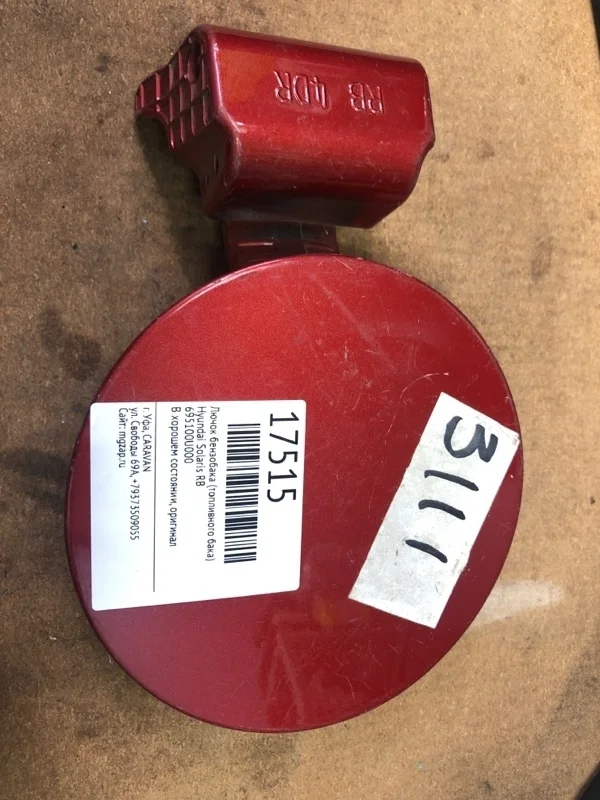 RB 4DR
17515
Лючок бензобака (топливного бака)
Hyundai Solaris RB
695100U000
В хорошем состоянии, оригинал
г. Уфа, CARAVAN
ул. Свободы 69А, +79373509055
Сайт: mgzap.ru
3111